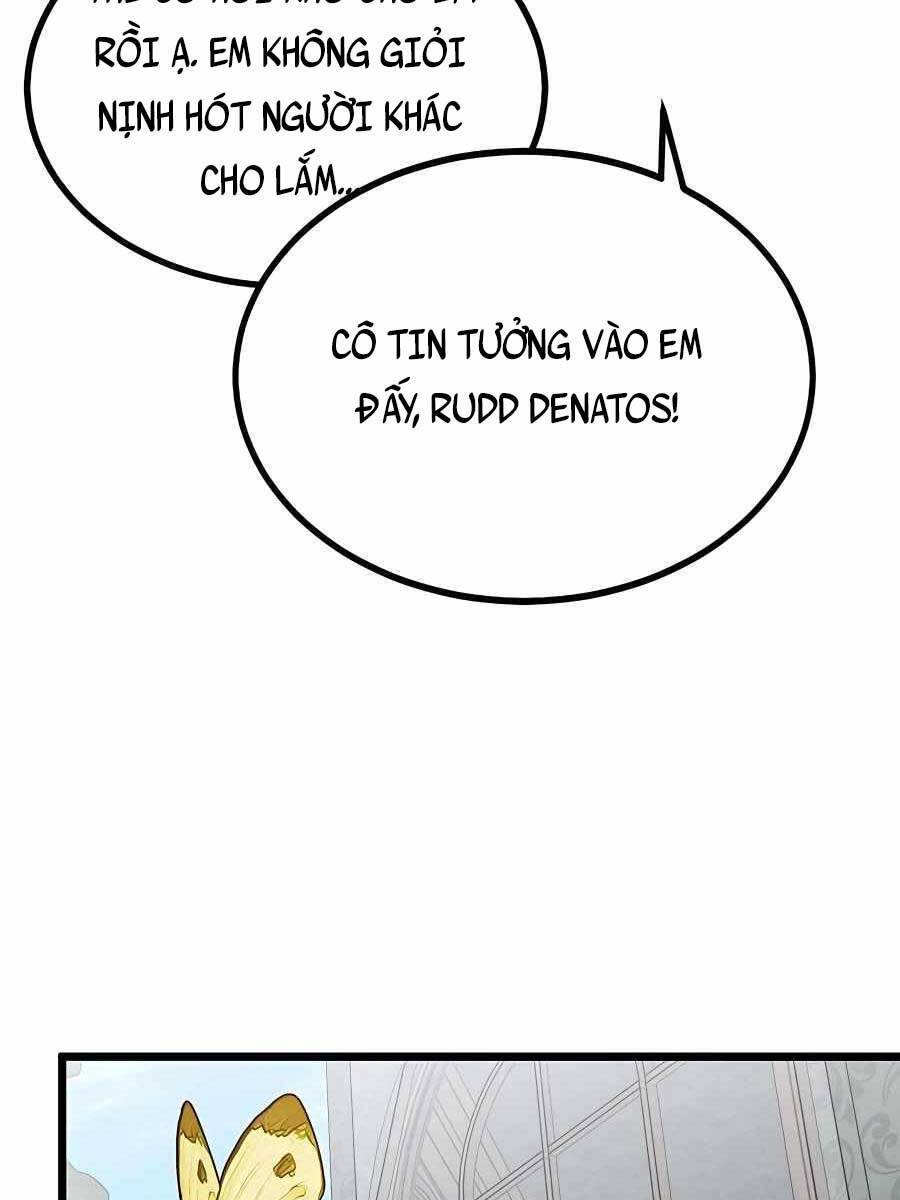 RỒI Ạ. EM KHÔNG GIỎI
NỊNH HÓT NGƯỜI KHÁC
CHO LẮM...
CÔ TIN TƯỞNG VÀO EM
ĐẤY, RUDD DENATOS!